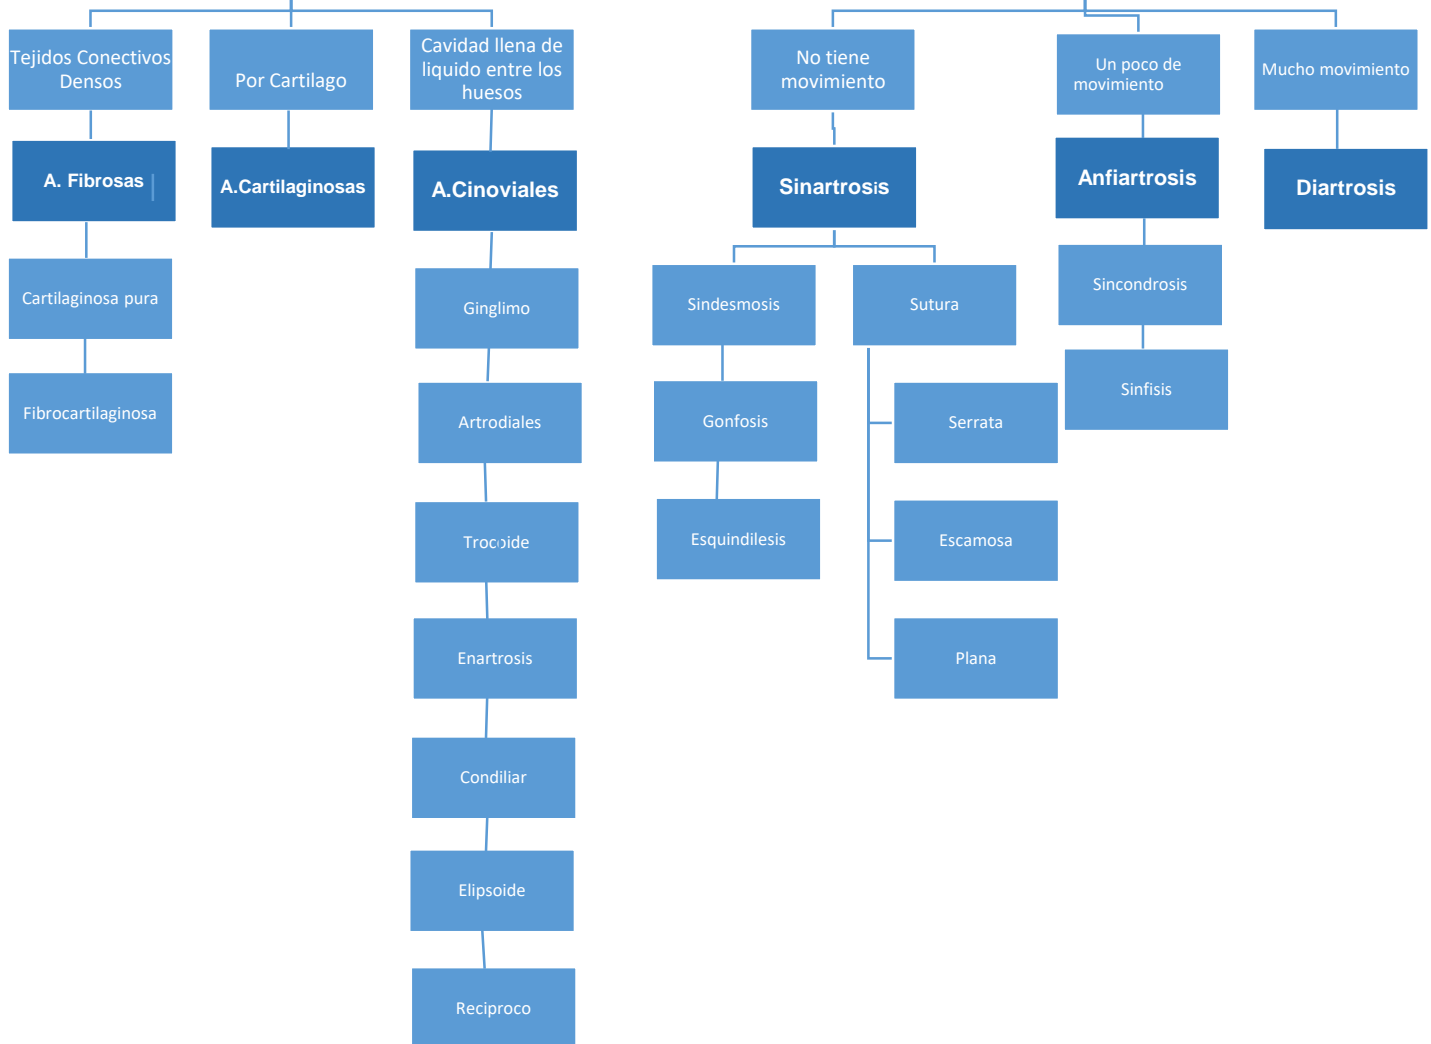 Tejidos Conectivos
Densos
Por Cartilago
Cavidad llena de
liquido entre los
huesos
A. Fibrosas
A.Cartilaginosas
A.Cinoviales
Cartilaginosa pura
Fibrocartilaginosa
Ginglimo
Artrodiales
Trocoide
Enartrosis
Condiliar
Elipsoide
Reciproco
No tiene
movimiento
Un poco de
movimiento
Mucho movimiento
Sinartrosis
Anfiartrosis
Diartrosis
Sindesmosis
Gonfosis
Esquindilesis
Sutura
Serrata
Escamosa
Plana
Sincondrosis
Sinfisis